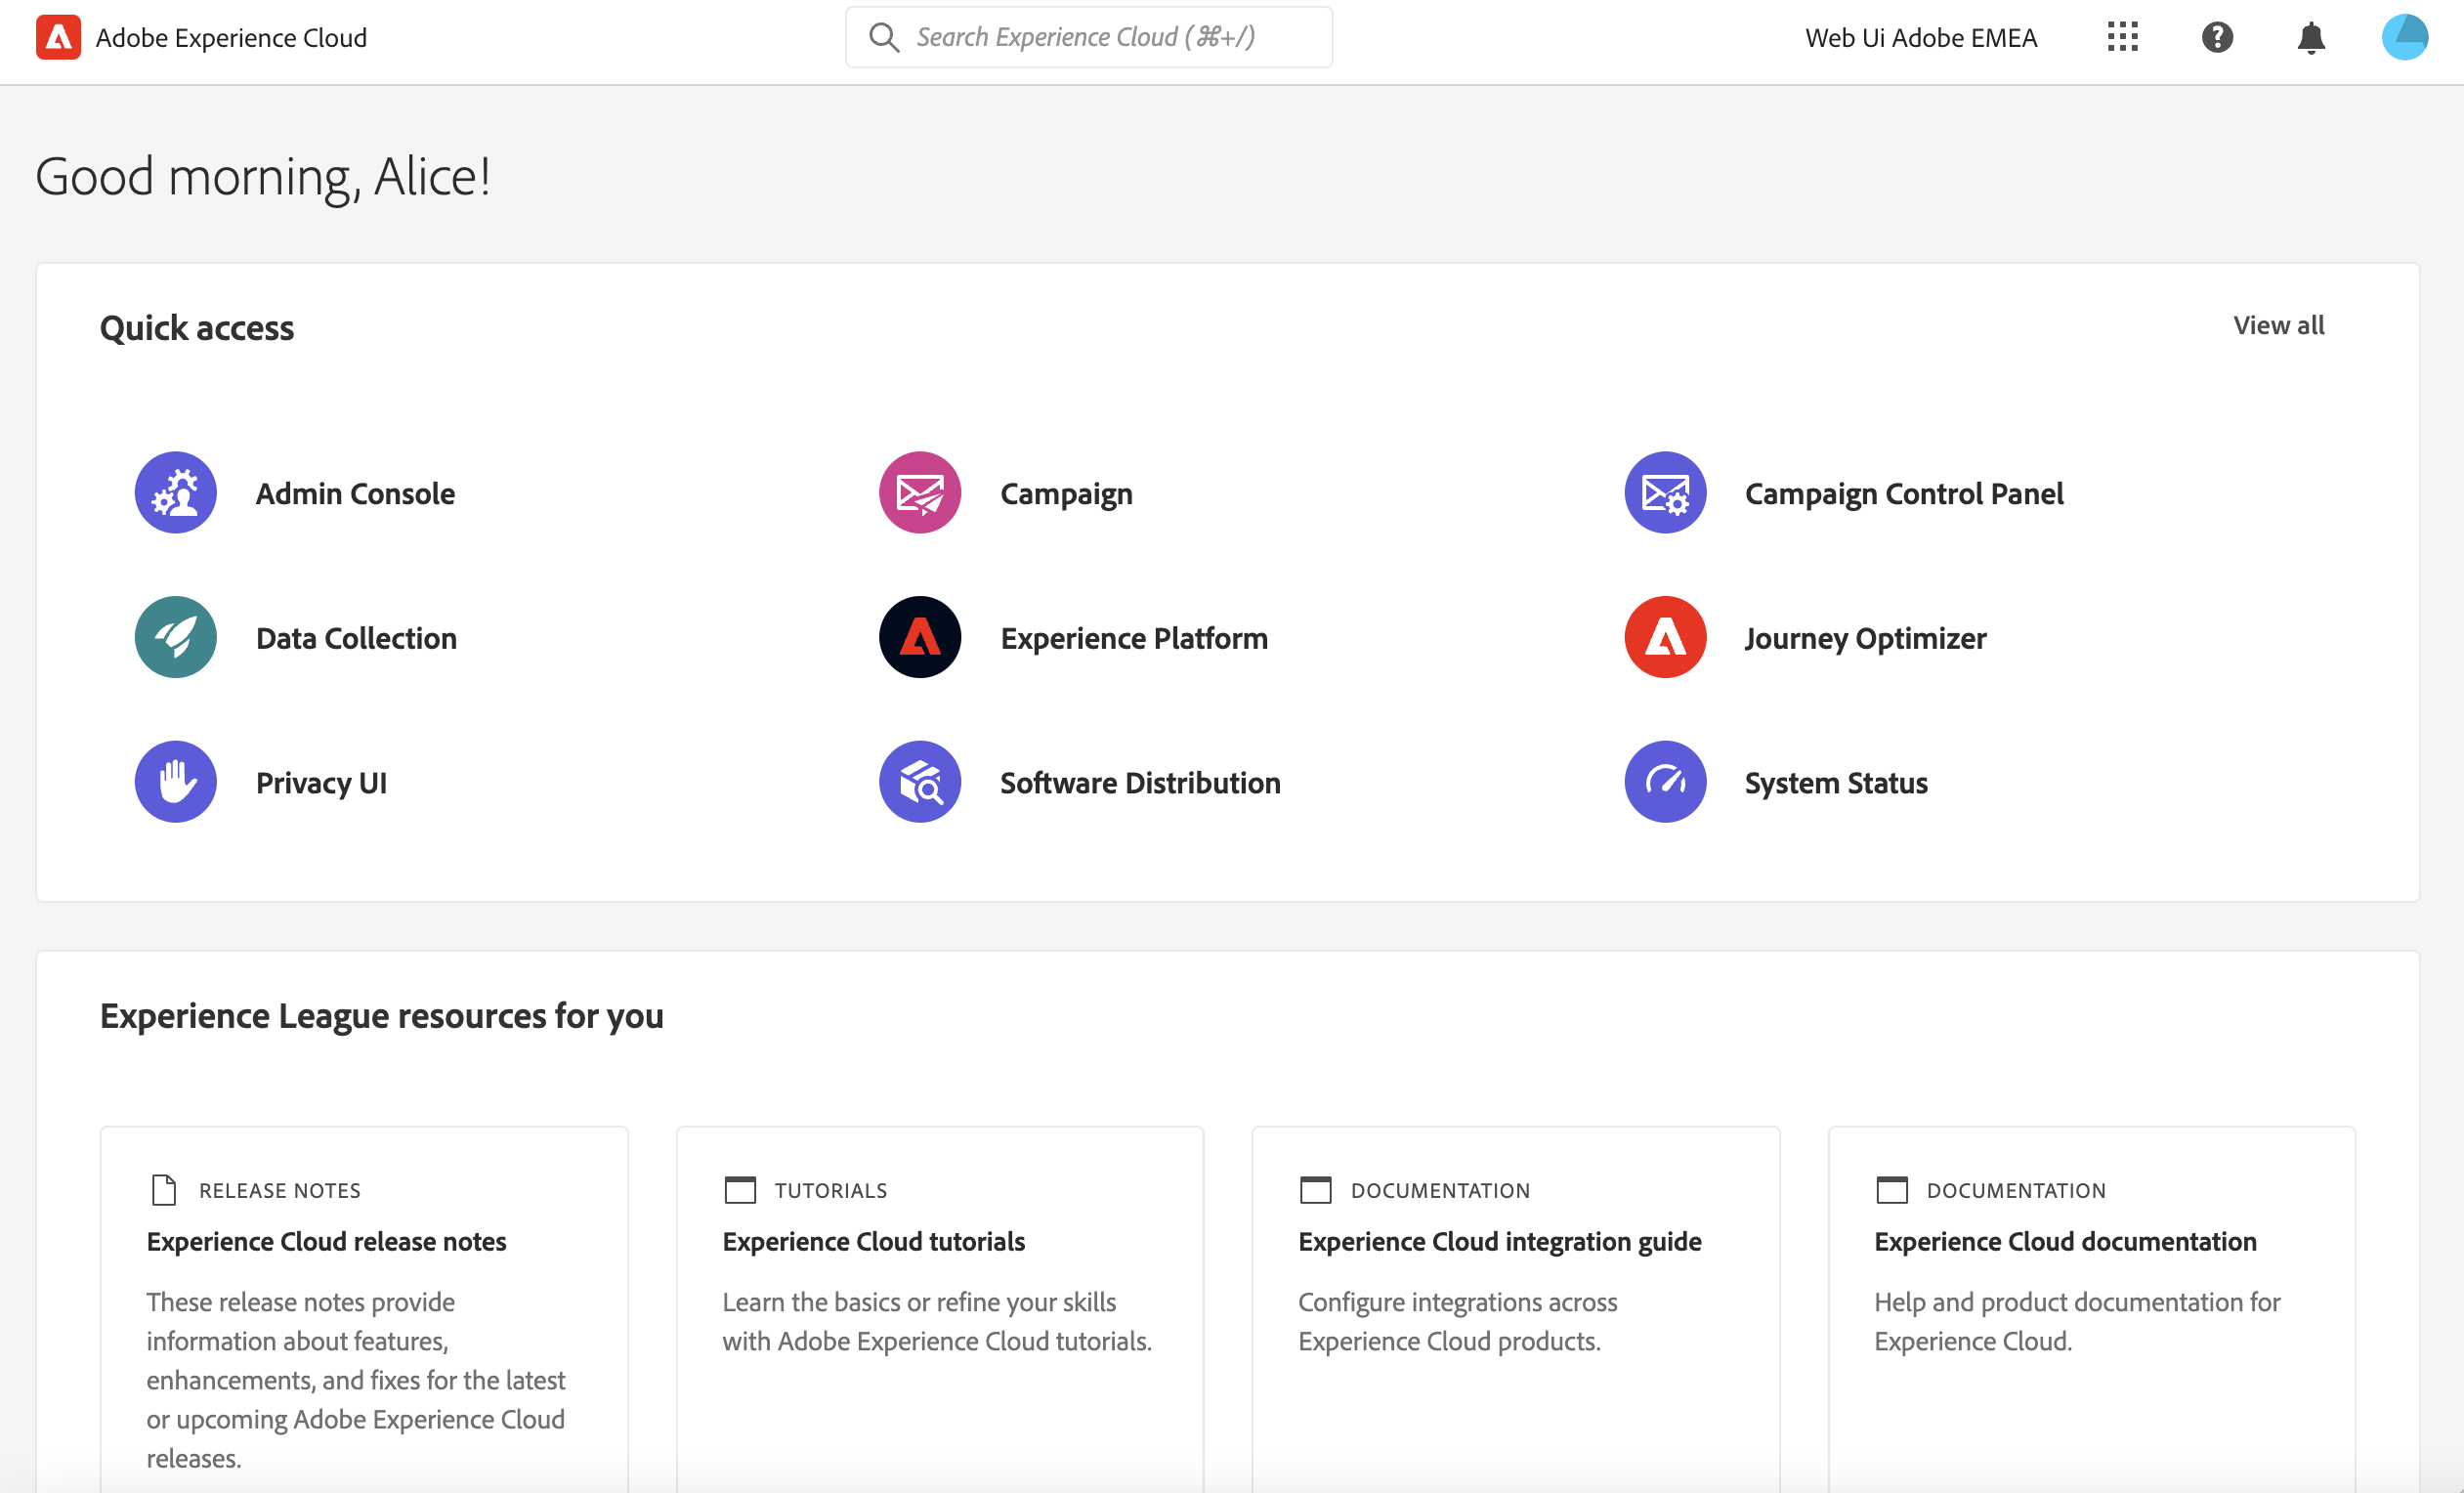 Adobe Experience Cloud
Search Experience Cloud (⌘+/)
Web Ui Adobe EMEA
Good morning, Alice!
Quick access
View all
Admin Console
Campaign
Campaign Control Panel
Data Collection
Experience Platform
Journey Optimizer
Privacy UI
Software Distribution
System Status
Experience League resources for you
RELEASE NOTES
Experience Cloud release notes
These release notes provide
information about features,
enhancements, and fixes for the latest
or upcoming Adobe Experience Cloud
releases.
TUTORIALS
Experience Cloud tutorials
Learn the basics or refine your skills
with Adobe Experience Cloud tutorials.
DOCUMENTATION
Experience Cloud integration guide
Configure integrations across
Experience Cloud products.
DOCUMENTATION
Experience Cloud documentation
Help and product documentation for
Experience Cloud.